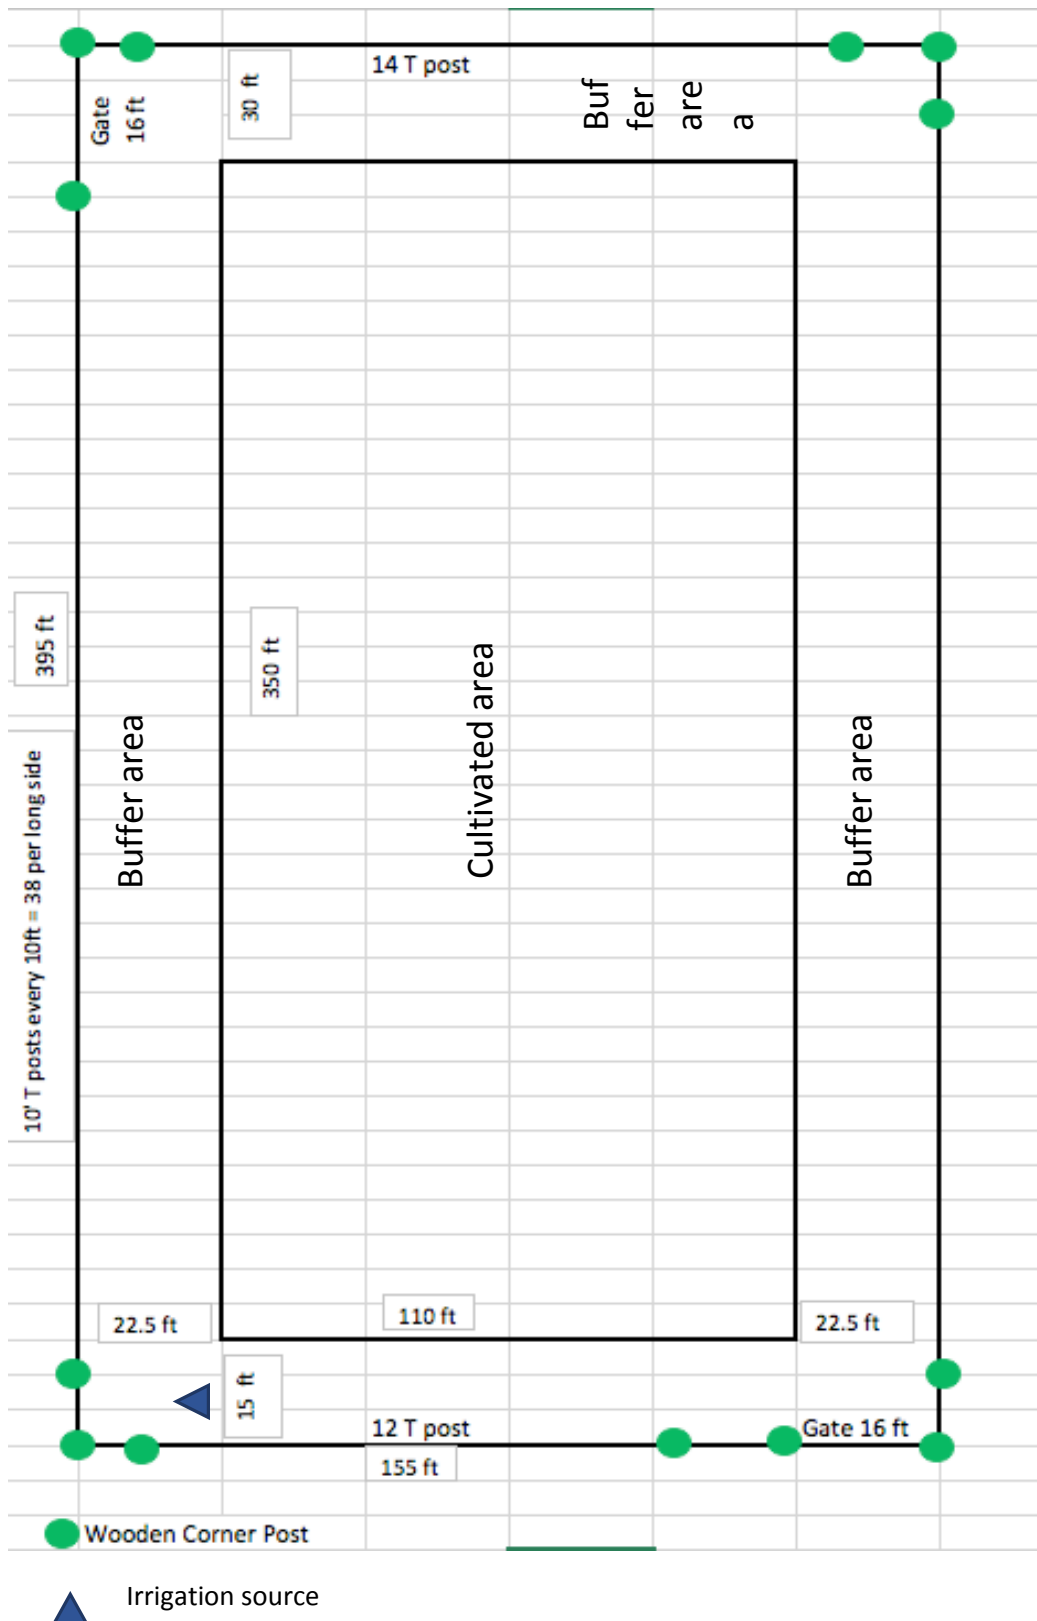 14 T post
30 ft
Buf
fer
are
a
Gate
16 ft
395 ft
350 ft
Cultivated area
Buffer area
Buffer area
10' T posts every 10ft = 38 per long side
22.5 ft
110 ft
22.5 ft
15 ft
12 T post
Gate 16 ft
155 ft
Wooden Corner Post
Irrigation source